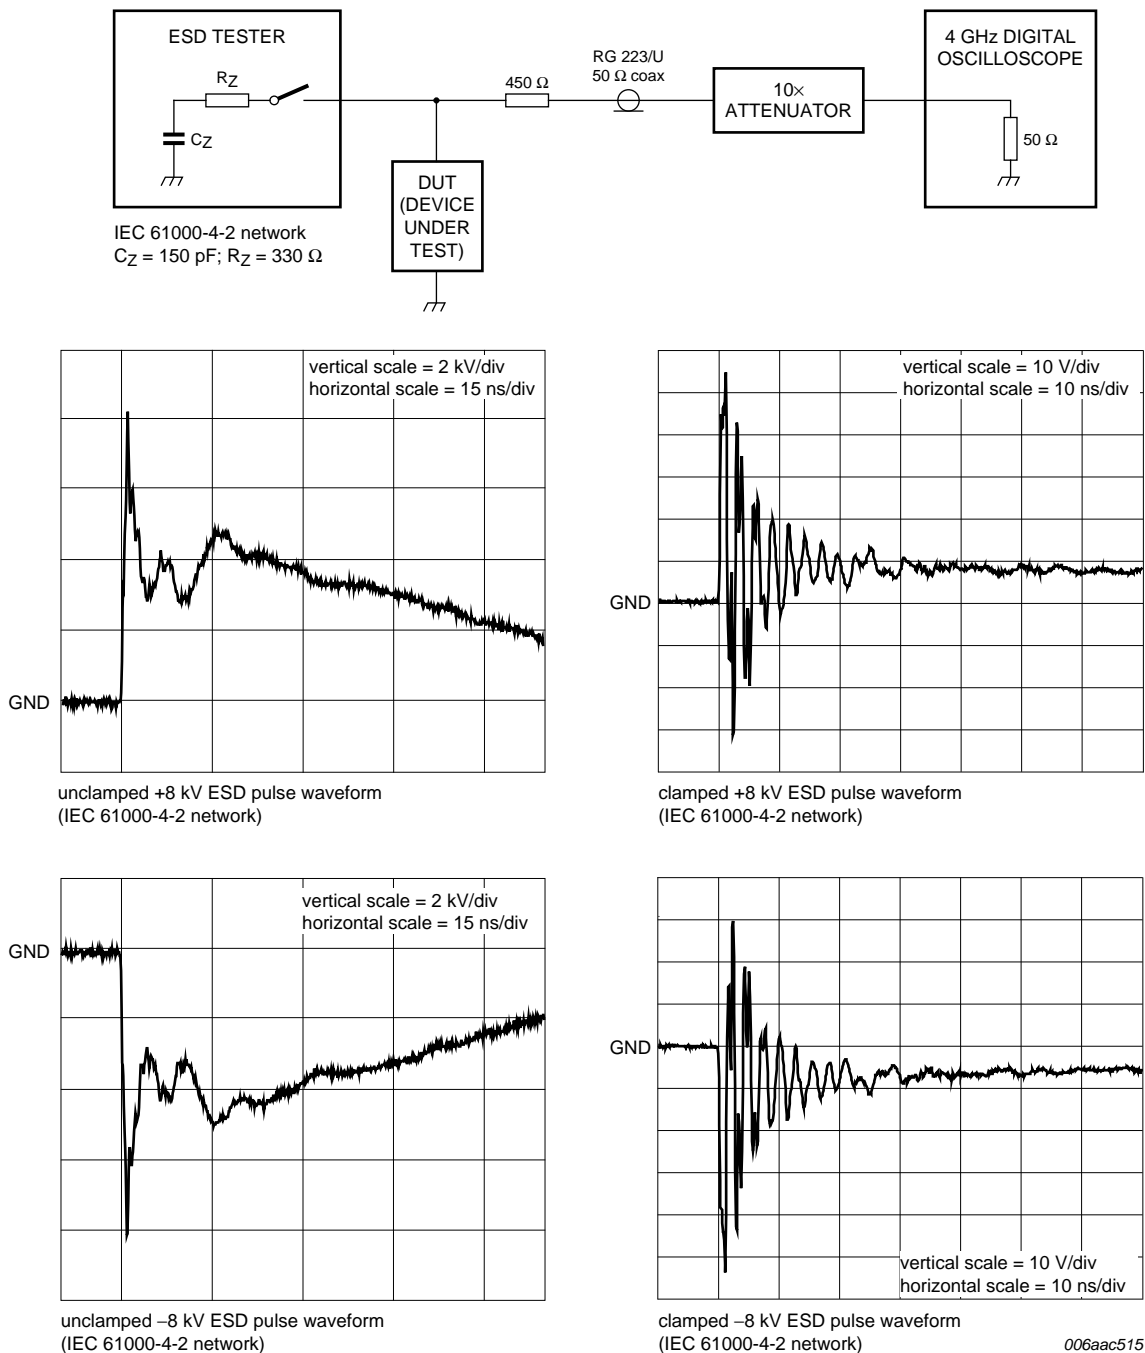 ESD TESTER
RZ
CZ
IEC 61000-4-2 network
CZ = 150 pF; RZ = 330 Ω
DUT
(DEVICE
UNDER
TEST)
450 Ω
RG 223/U
50 Ω coax
10×
ATTENUATOR
4 GHz DIGITAL
OSCILLOSCOPE
50 Ω
vertical scale = 2 kV/div
horizontal scale = 15 ns/div
GND
unclamped +8 kV ESD pulse waveform
(IEC 61000-4-2 network)
vertical scale = 10 V/div
horizontal scale = 10 ns/div
GND
clamped +8 kV ESD pulse waveform
(IEC 61000-4-2 network)
vertical scale = 2 kV/div
horizontal scale = 15 ns/div
GND
unclamped −8 kV ESD pulse waveform
(IEC 61000-4-2 network)
GND
vertical scale = 10 V/div
horizontal scale = 10 ns/div
clamped −8 kV ESD pulse waveform
(IEC 61000-4-2 network)
006aac515